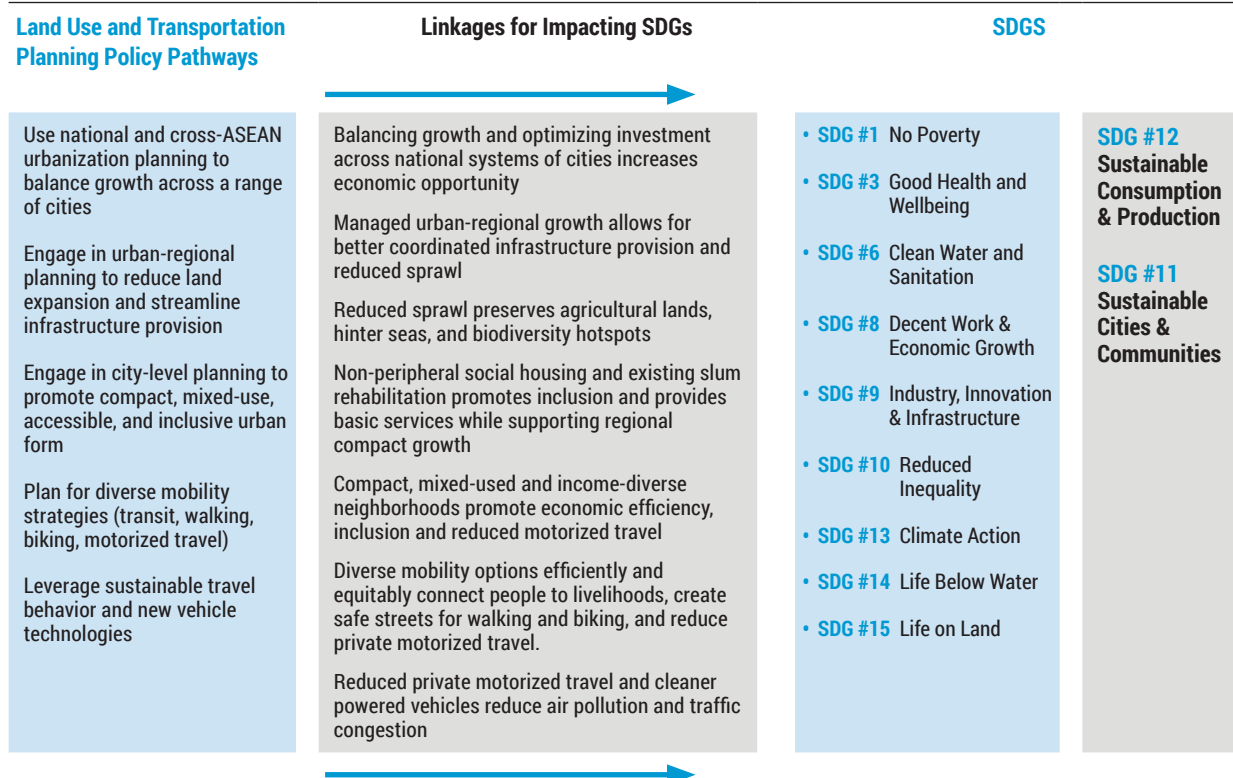 Land Use and Transportation
Planning Policy Pathways
Linkages for Impacting SDGs
SDGS
Use national and cross-ASEAN
urbanization planning to
balance growth across a range
of cities
Engage in urban-regional
planning to reduce land
expansion and streamline
infrastructure provision
Engage in city-level planning to
promote compact, mixed-use,
accessible, and inclusive urban
form
Plan for diverse mobility
strategies (transit, walking,
biking, motorized travel)
Leverage sustainable travel
behavior and new vehicle
technologies
Balancing growth and optimizing investment
across national systems of cities increases
economic opportunity
Managed urban-regional growth allows for
better coordinated infrastructure provision and
reduced sprawl
Reduced sprawl preserves agricultural lands,
hinter seas, and biodiversity hotspots
Non-peripheral social housing and existing slum
rehabilitation promotes inclusion and provides
basic services while supporting regional
compact growth
Compact, mixed-used and income-diverse
neighborhoods promote economic efficiency,
inclusion and reduced motorized travel
Diverse mobility options efficiently and
equitably connect people to livelihoods, create
safe streets for walking and biking, and reduce
private motorized travel.
Reduced private motorized travel and cleaner
powered vehicles reduce air pollution and traffic
congestion
• SDG #1 No Poverty
• SDG #3 Good Health and
Wellbeing
• SDG #6 Clean Water and
Sanitation
• SDG #8 Decent Work &
Economic Growth
• SDG #9 Industry, Innovation
& Infrastructure
• SDG #10 Reduced
Inequality
• SDG #13 Climate Action
• SDG #14 Life Below Water
• SDG #15 Life on Land
SDG #12
Sustainable
Consumption
& Production
SDG #11
Sustainable
Cities &
Communities